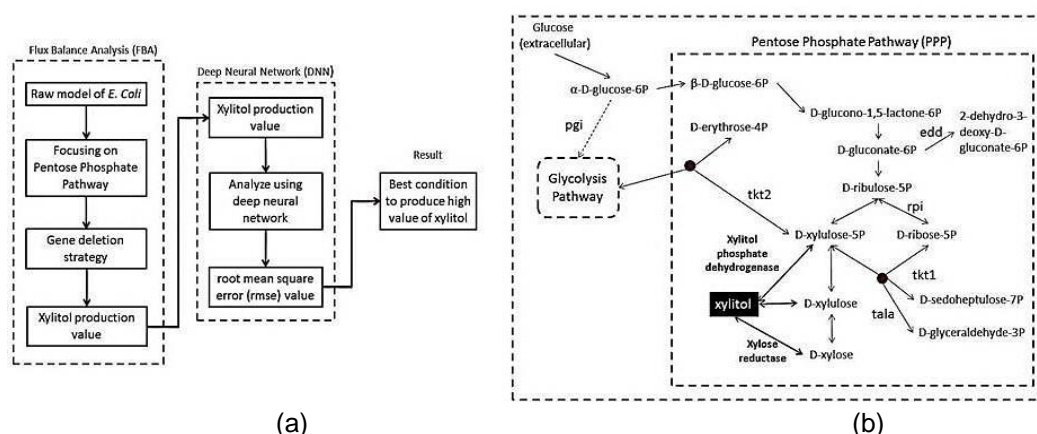 Flux Balance Analysis (FBA)
Raw model of E. Coli
Focusing on
Pentose Phosphate
Pathway
Gene deletion
strategy
Xylitol production
value
Deep Neural Network (DNN)
Xylitol production
value
Analyze using
deep neural
network
root mean square
error (rmse) value
Result
Best condition
to produce high
value of xylitol
(a)
Glucose
(extracellular)
Pentose Phosphate Pathway (PPP)
α-D-glucose-6P
β-D-glucose-6P
D-glucono-1,5-lactone-6P
2-dehydro-3-
deoxy-D-
gluconate-6P
edd
D-gluconate-6P
pgi
D-erythrose-4P
Glycolysis
Pathway
tkt2
D-ribulose-5P
rpi
D-xylulose-5P
D-ribose-5P
Xylitol
phosphate
dehydrogenase
tkt1
xylitol
D-xylulose
D-sedoheptulose-7P
tala
D-glyceraldehyde-3P
Xylose
reductase
D-xylose
(b)